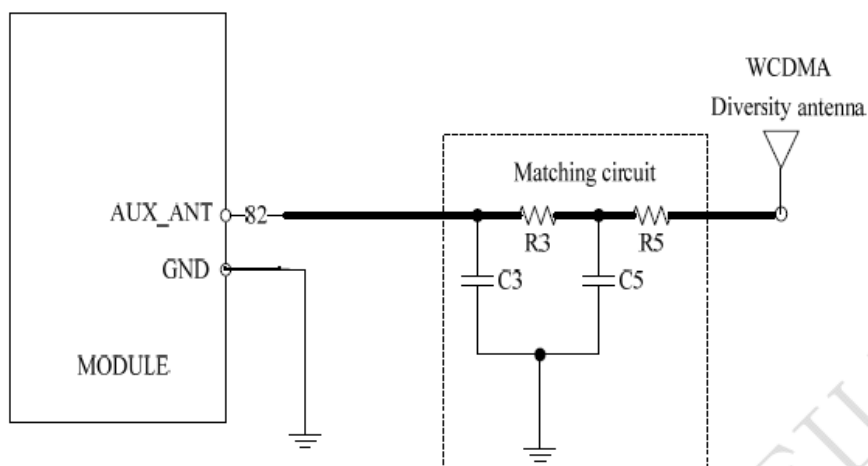 WCDMA
Diversity antenna
Matching circuit
AUX_ANT 82
R3 R5
GND
C3 C5
MODULE